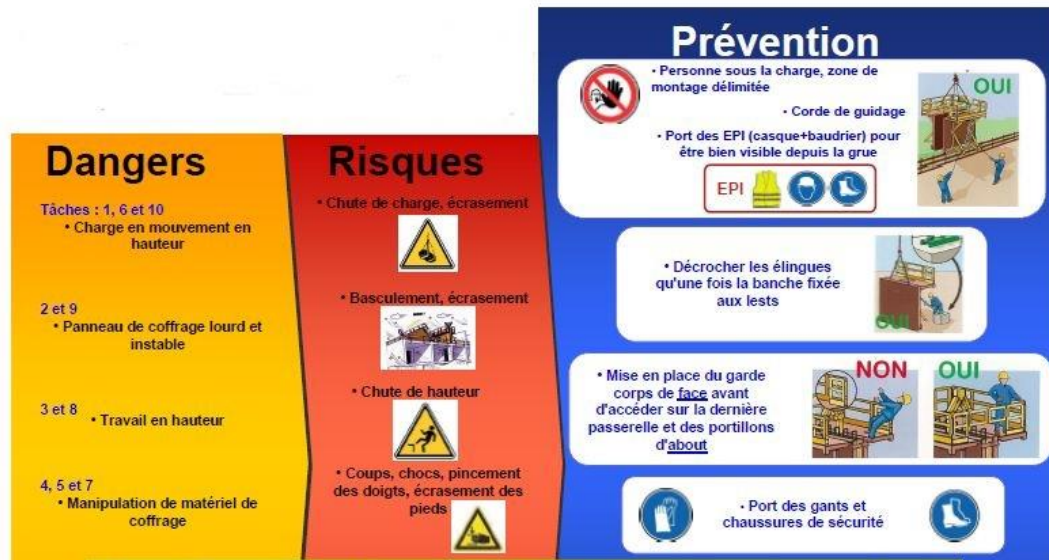 Prévention
• Personne sous la charge, zone de
montage délimitée
• Corde de guidage
• Port des EPI (casque+baudrier) pour
être bien visible depuis la grue
EPI
OUI
Dangers
Risques
Tâches : 1, 6 et 10
• Charge en mouvement en
hauteur
• Chute de charge, écrasement
• Décrocher les élingues
qu'une fois la banche fixée
aux lests
OUI
2 et 9
• Panneau de coffrage lourd et
instable
• Basculement, écrasement
• Mise en place du garde
corps de face avant
d'accéder sur la dernière
passerelle et des portillons
d'about
NON
OUI
3 et 8
• Travail en hauteur
• Chute de hauteur
4, 5 et 7
• Manipulation de matériel de
coffrage
• Coups, chocs, pincement
des doigts, écrasement des
pieds
• Port des gants et
chaussures de sécurité